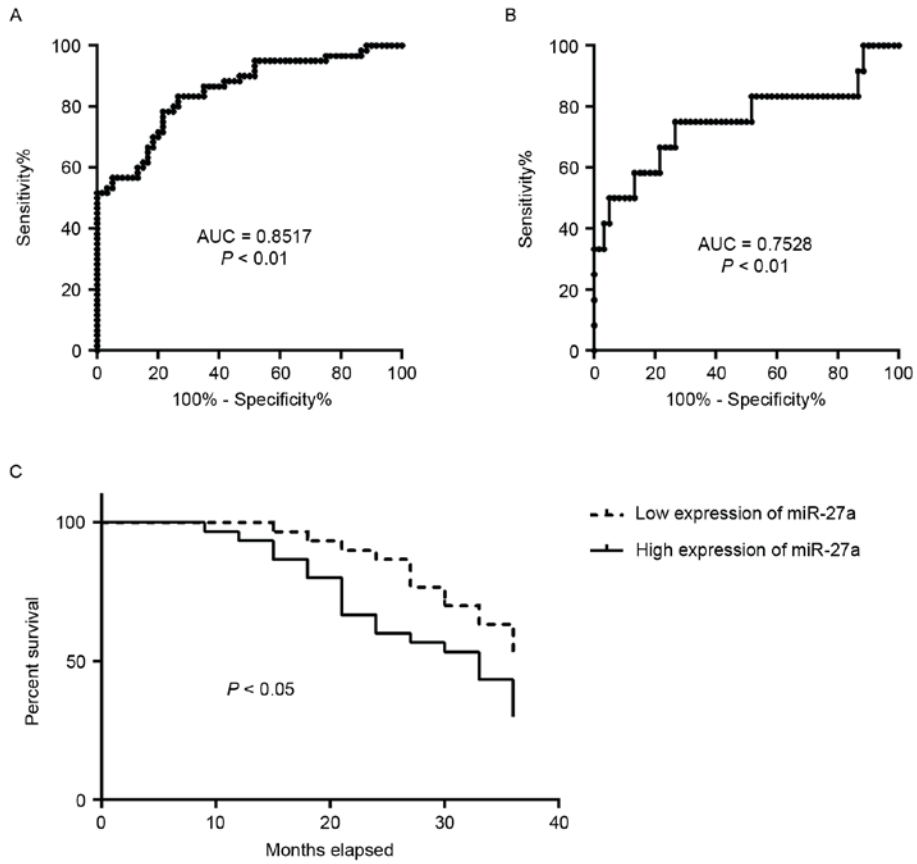 A
100
80
60
40
20
0
Sensitivity%
AUC = 0.8517
P < 0.01
0 20 40 60 80 100
100% - Specificity%
B
100
80
60
40
20
0
Sensitivity%
AUC = 0.7528
P < 0.01
0 20 40 60 80 100
100% - Specificity%
C
100
50
0
Percent survival
P < 0.05
0 10 20 30 40
Months elapsed
Low expression of miR-27a
High expression of miR-27a